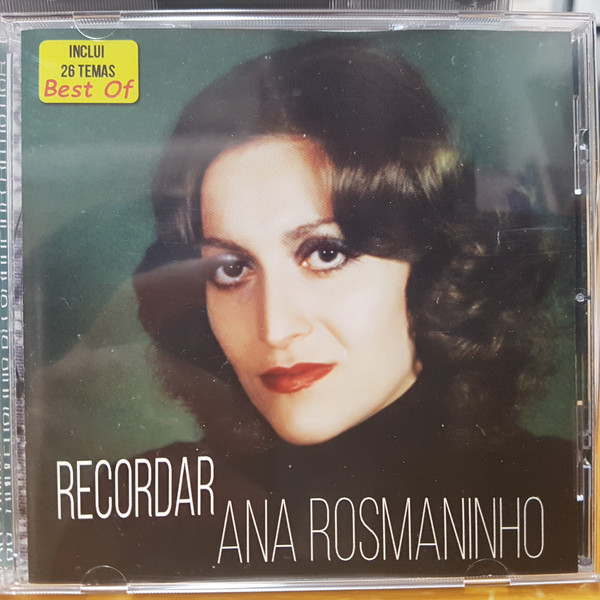 INCLUI
26 TEMAS
Best Of
RECORDAR
ANA ROSMANINHO